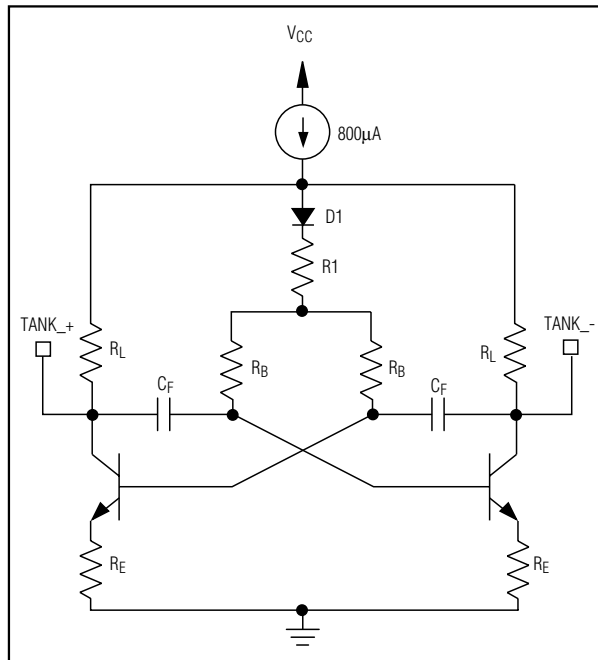 VCC
800µA
D1
R1
TANK_+
TANK_-
RL
RB
RB
RL
CF
CF
RE
RE